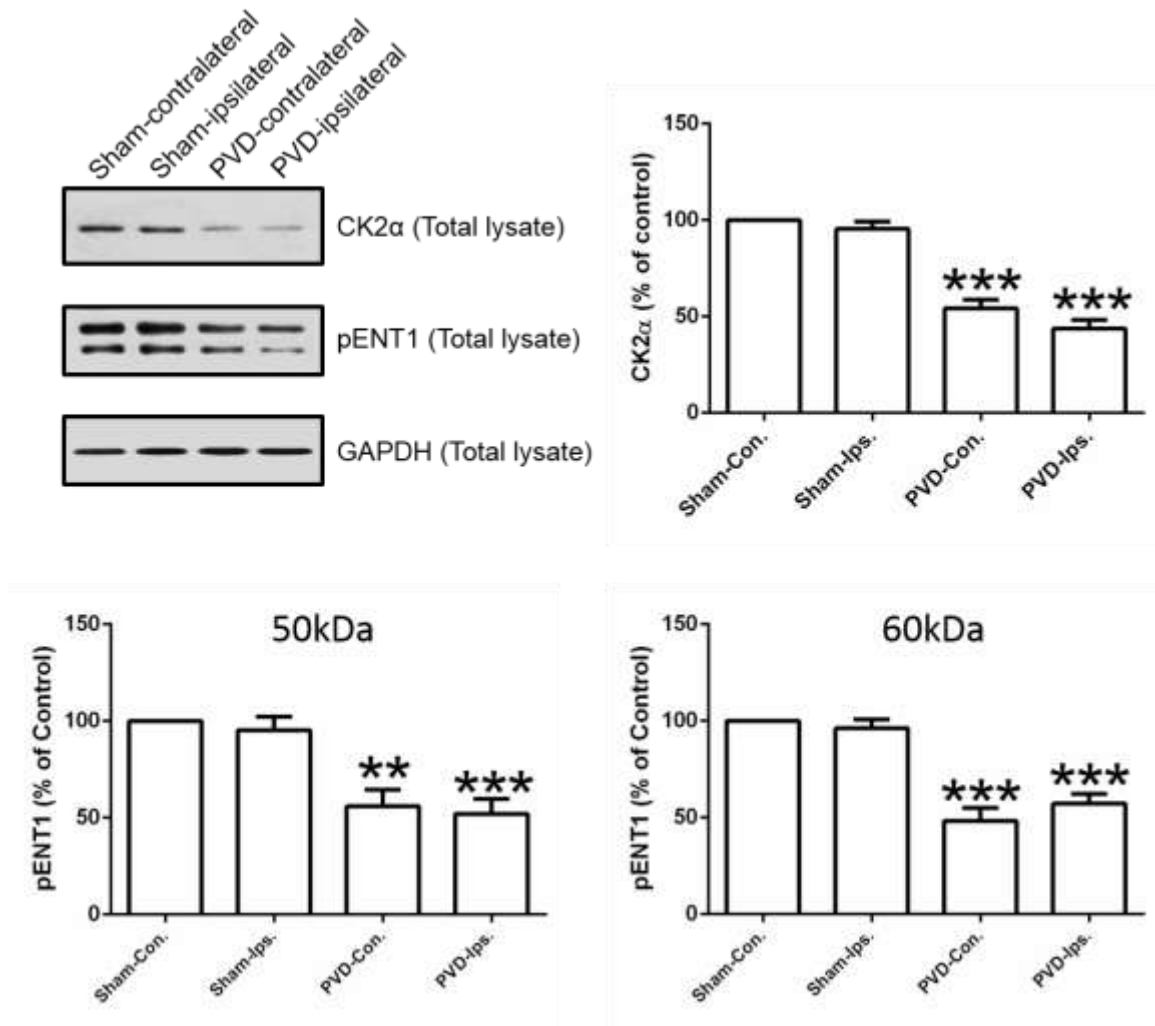 Sham-contralateral
Sham-ipsilateral
PVD-contralateral
PVD-ipsilateral
CK2α (Total lysate)
pENT1 (Total lysate)
GAPDH (Total lysate)
CK2α (% of control)
150
100
50
0
***
***
Sham-Con.
Sham-Ips.
PVD-Con.
PVD-Ips.
50kDa
pENT1 (% of Control)
150
100
50
0
**
***
Sham-Con.
Sham-Ips.
PVD-Con.
PVD-Ips.
60kDa
pENT1 (% of Control)
150
100
50
0
***
***
Sham-Con.
Sham-Ips.
PVD-Con.
PVD-Ips.